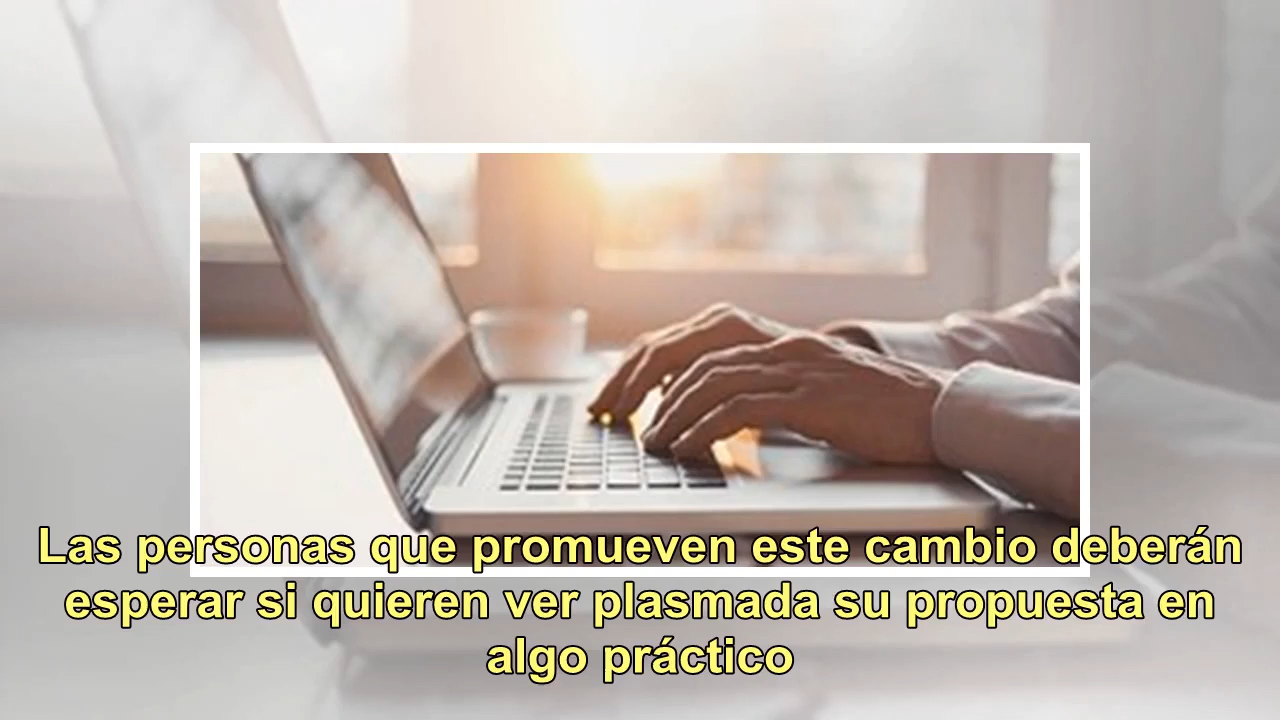 Las personas que promueven este cambio deberán
esperar si quieren ver plasmada su propuesta en
algo práctico